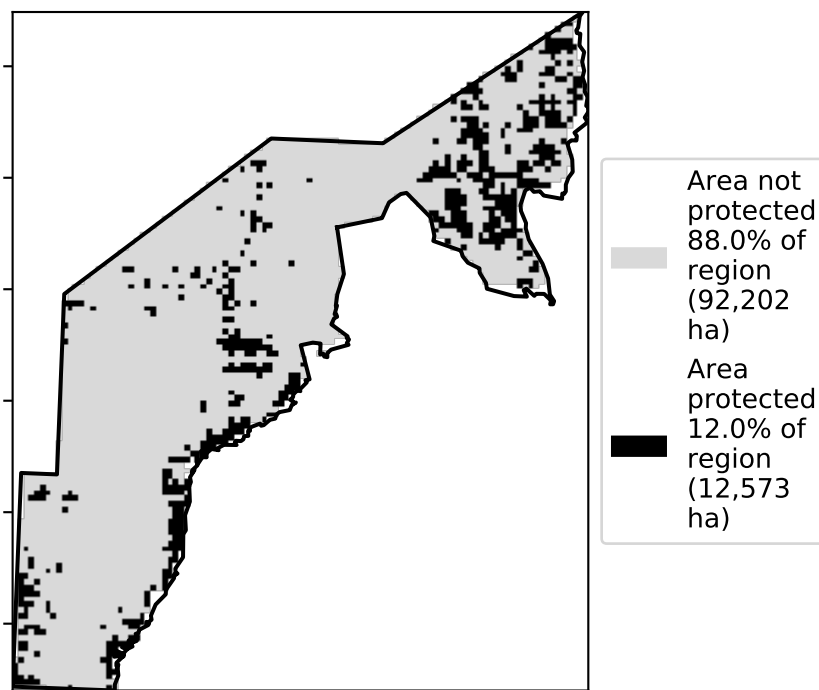 Area not
protected
88.0% of
region
(92,202
ha)
Area
protected
12.0% of
region
(12,573
ha)